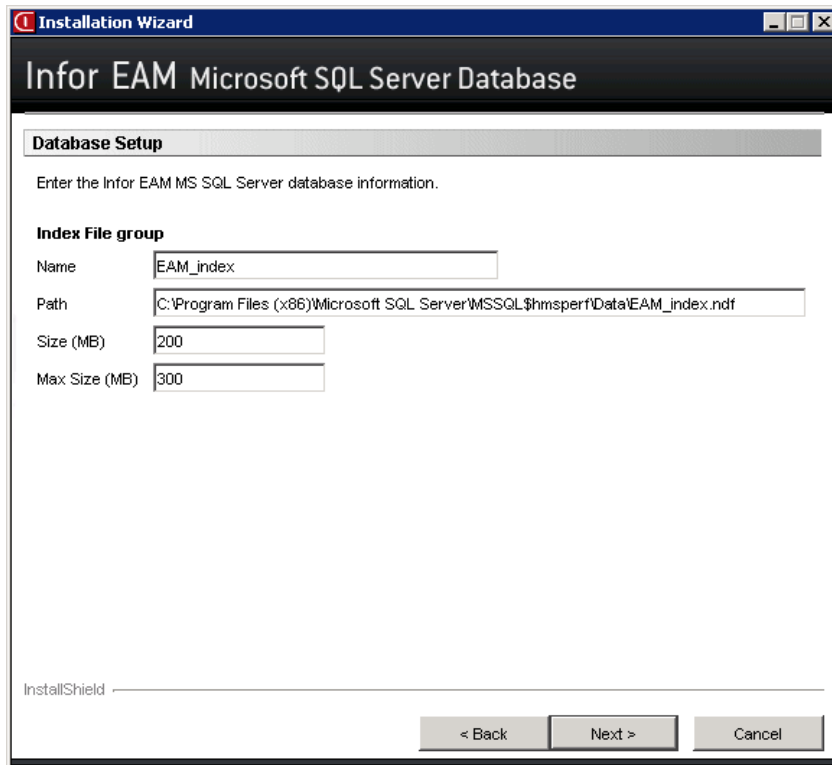 Installation Wizard
Infor EAM Microsoft SQL Server Database
Database Setup
Enter the Infor EAM MS SQL Server database information.
Index File group
Name EAM_index
Path C:\Program Files (x86)\Microsoft SQL Server\MSSQL$hmsperf\Data\EAM_index.ndf
Size (MB) 200
Max Size (MB) 300
InstallShield
< Back Next > Cancel